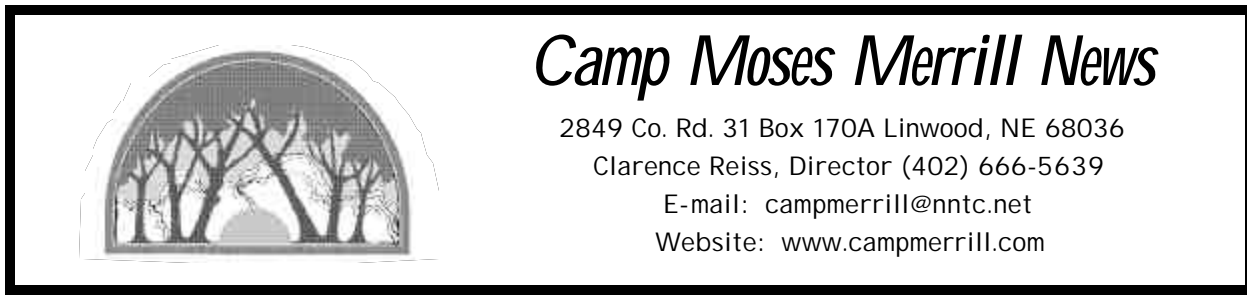 Camp Moses Merrill News
2849 Co. Rd. 31 Box 170A Linwood, NE 68036
Clarence Reiss, Director (402) 666-5639
E-mail: campmerrill@nntc.net
Website: www.campmerrill.com